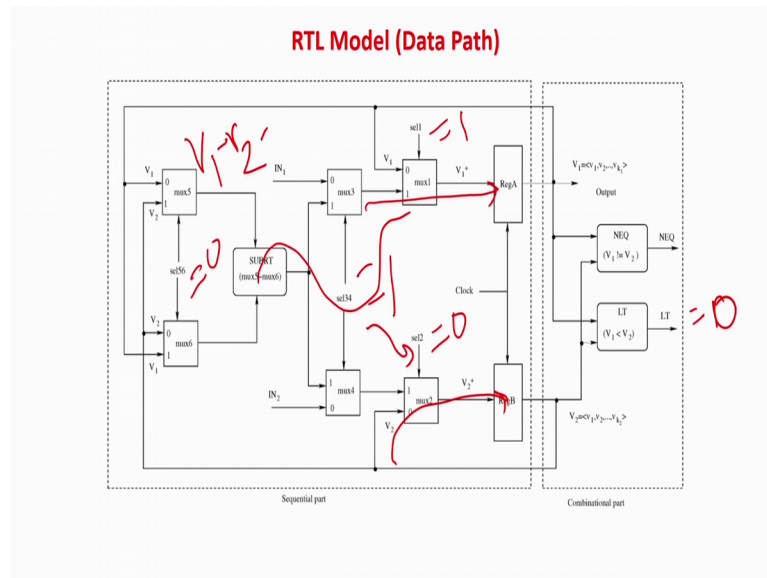 RTL Model (Data Path)
sel1
= 1
V1-V2
V1
IN1
V1
0
mux5
1
V2
0
mux3
1
0
mux1
1
V1+
RegA
V1=<v1,v2,...,vk1>
Output
NEQ
(V1 != V2)
NEQ
sel56
= 0
SUBRT
(mux5-mux6)
sel34
= 1
Clock
LT
(V1 < V2)
LT
= 0
V2
0
mux6
1
V1
sel2
= 0
1
mux4
0
IN2
1
mux2
0
V2
V2+
RegB
V2=<v1,v2,...,vk2>
Sequential part
Combinational part